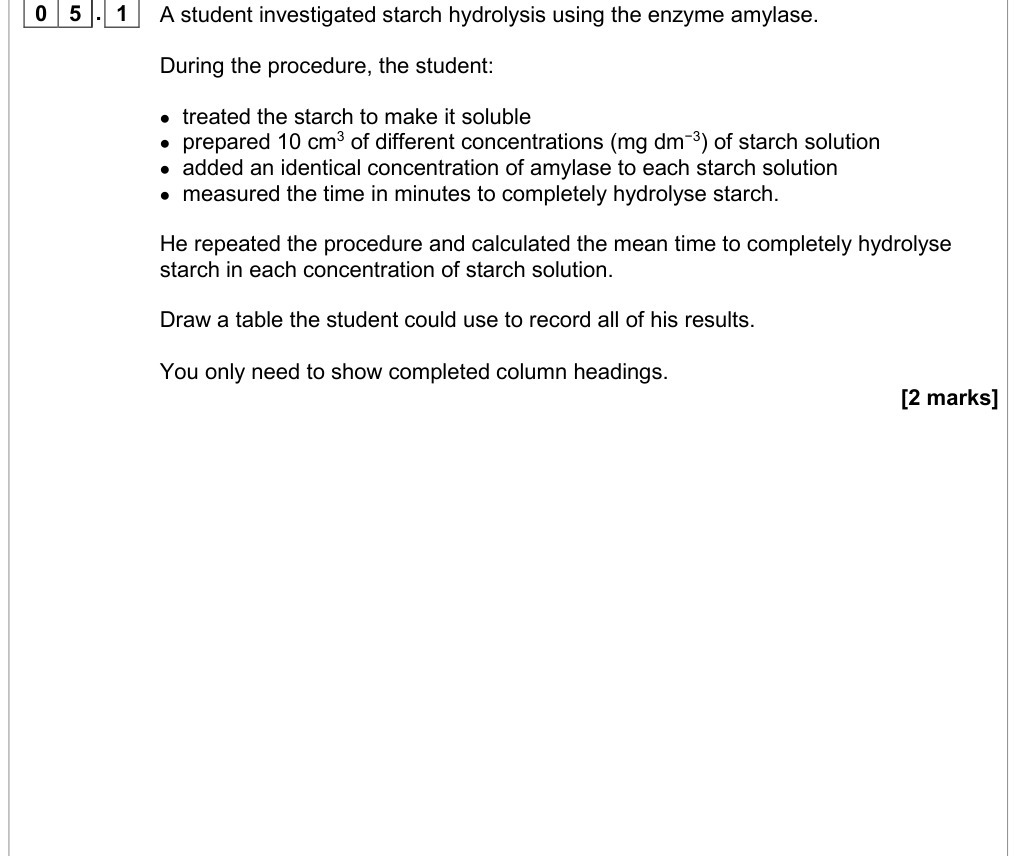 0 5 . 1 A student investigated starch hydrolysis using the enzyme amylase.
During the procedure, the student:
• treated the starch to make it soluble
• prepared 10 cm³ of different concentrations (mg dm⁻³) of starch solution
• added an identical concentration of amylase to each starch solution
• measured the time in minutes to completely hydrolyse starch.
He repeated the procedure and calculated the mean time to completely hydrolyse
starch in each concentration of starch solution.
Draw a table the student could use to record all of his results.
You only need to show completed column headings.
[2 marks]